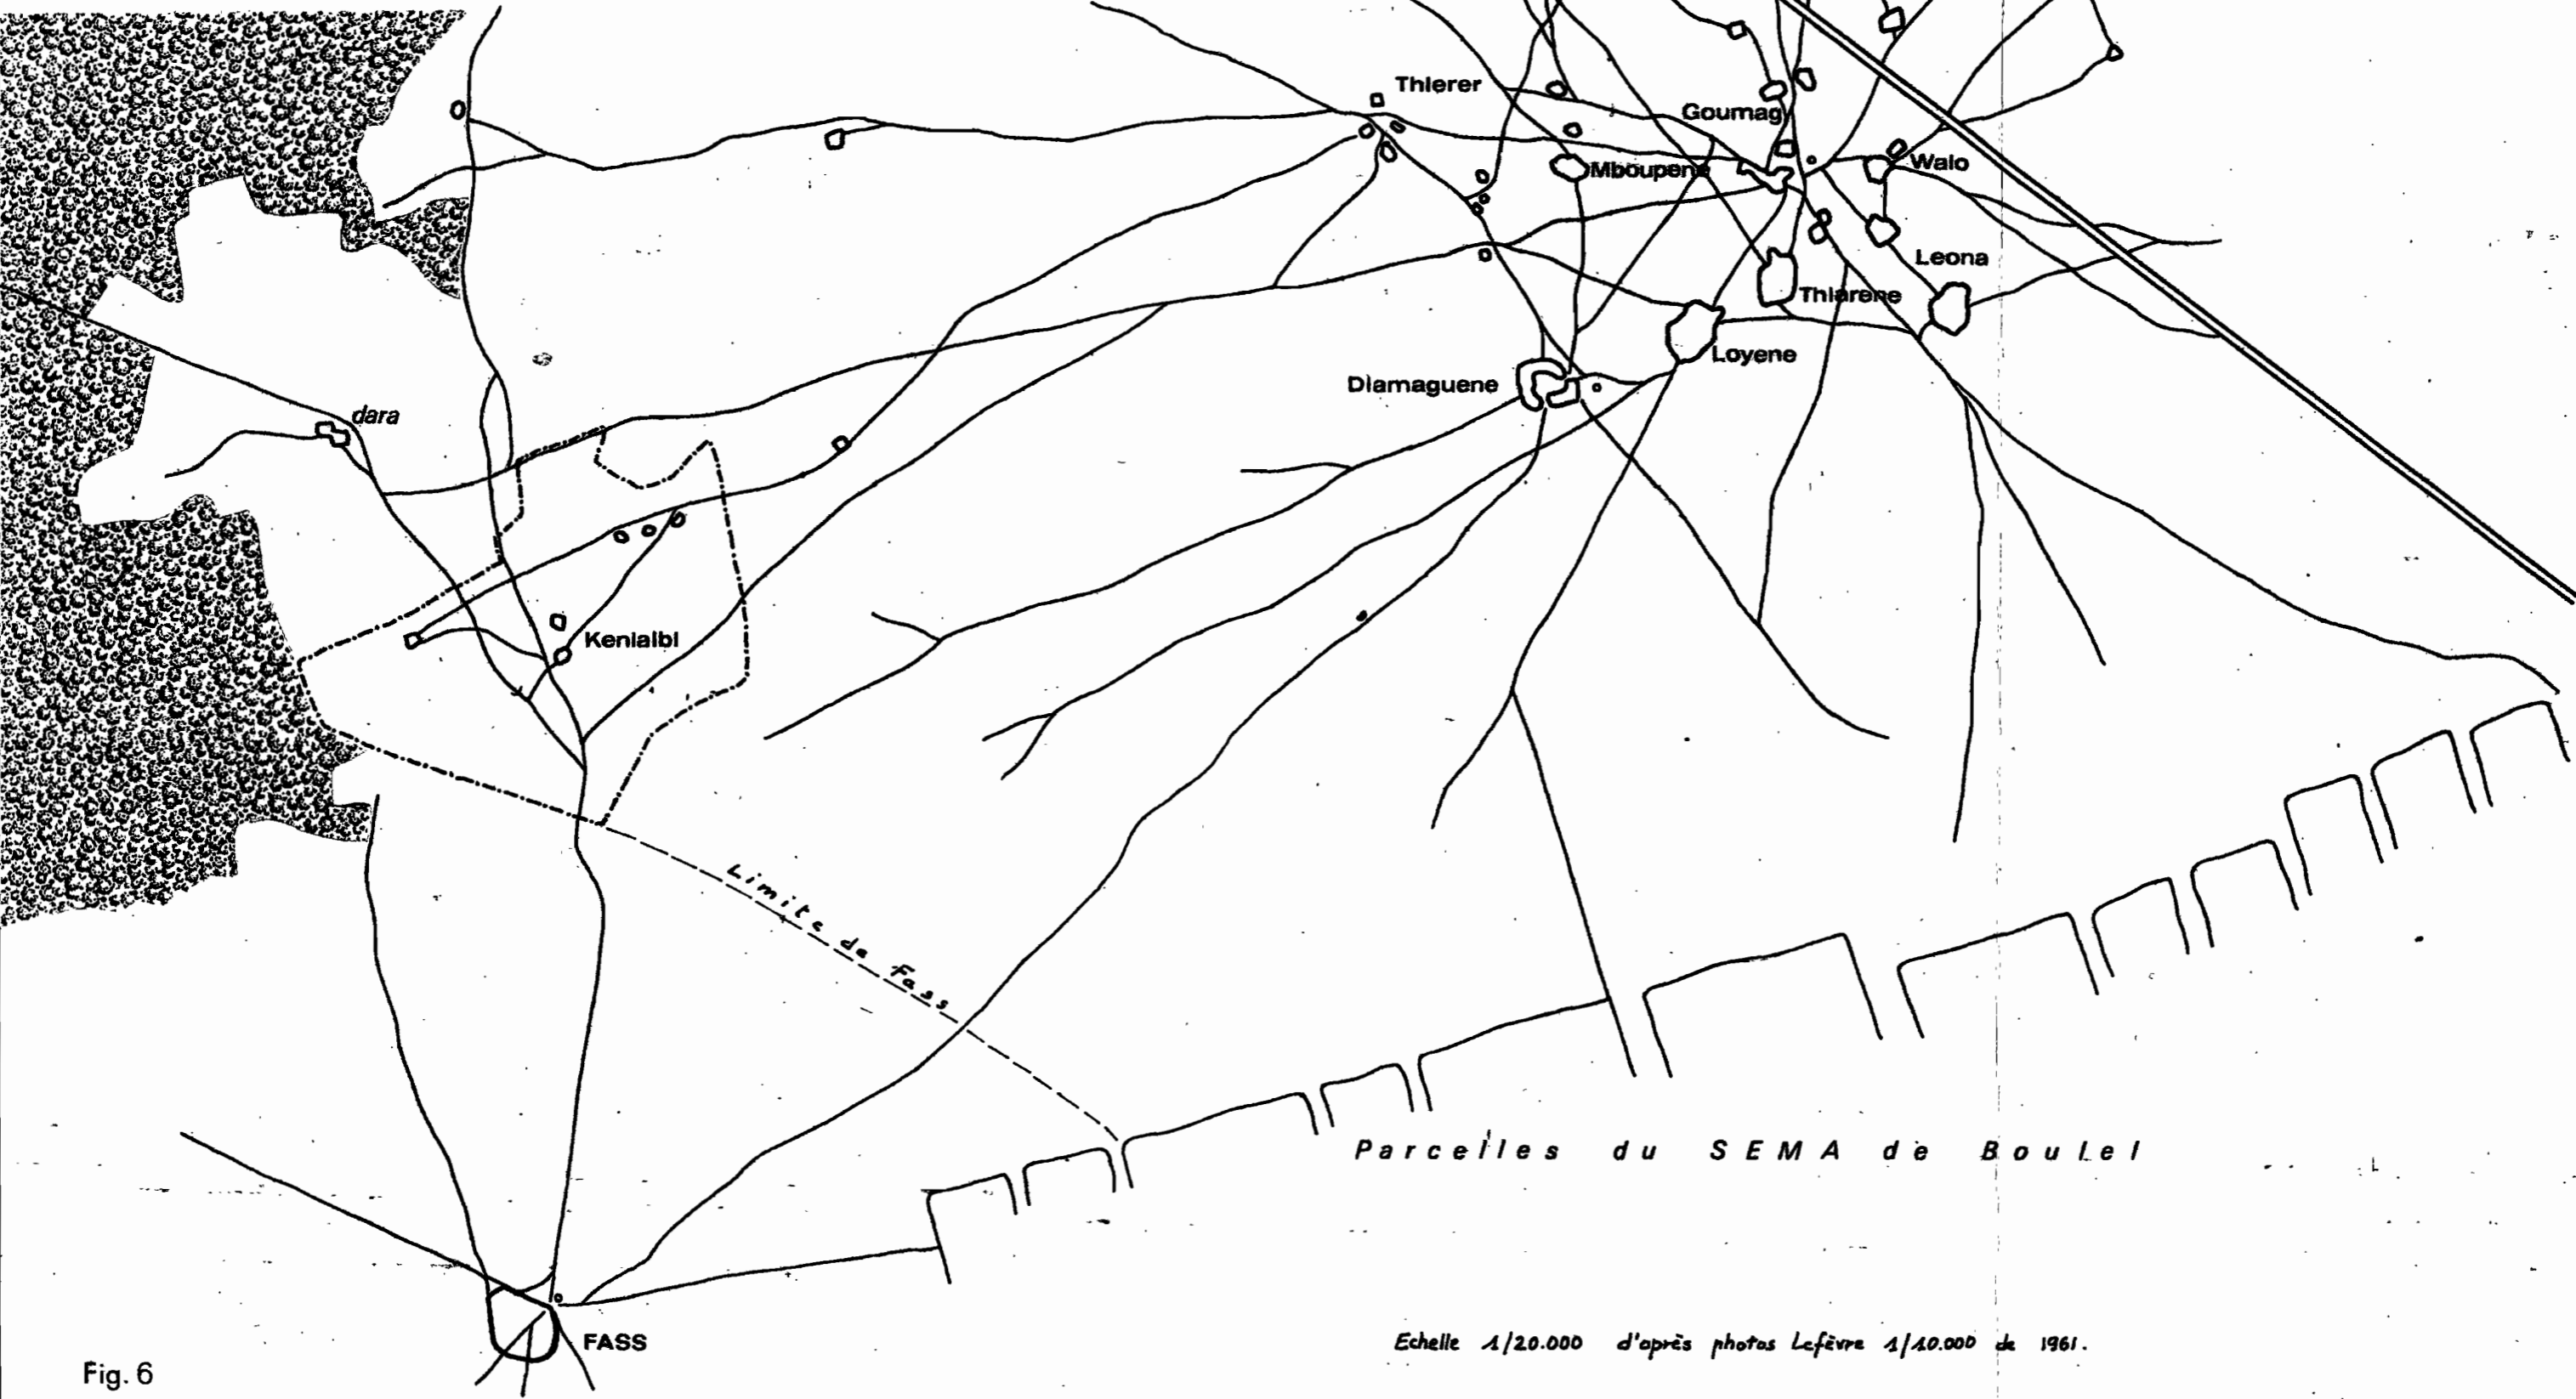 Thierer
Goumag
Mboupene
Walo
Leona
Thiarene
Loyene
Diamaguene
dara
Keniaibi
Limite de Fass
Parcelles du SEMA de Boulel
Echelle 1/20.000 d'après photos Lefèvre 1/10.000 de 1961.
FASS
Fig. 6